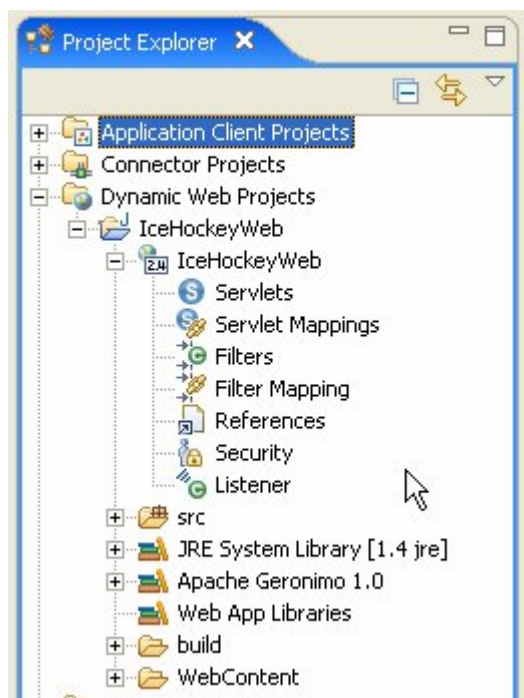 Project Explorer
Application Client Projects
Connector Projects
Dynamic Web Projects
IceHockeyWeb
2.4 IceHockeyWeb
S Servlets
S Servlet Mappings
Filters
Filter Mapping
References
Security
Listener
src
JRE System Library [1.4 jre]
Apache Geronimo 1.0
Web App Libraries
build
WebContent